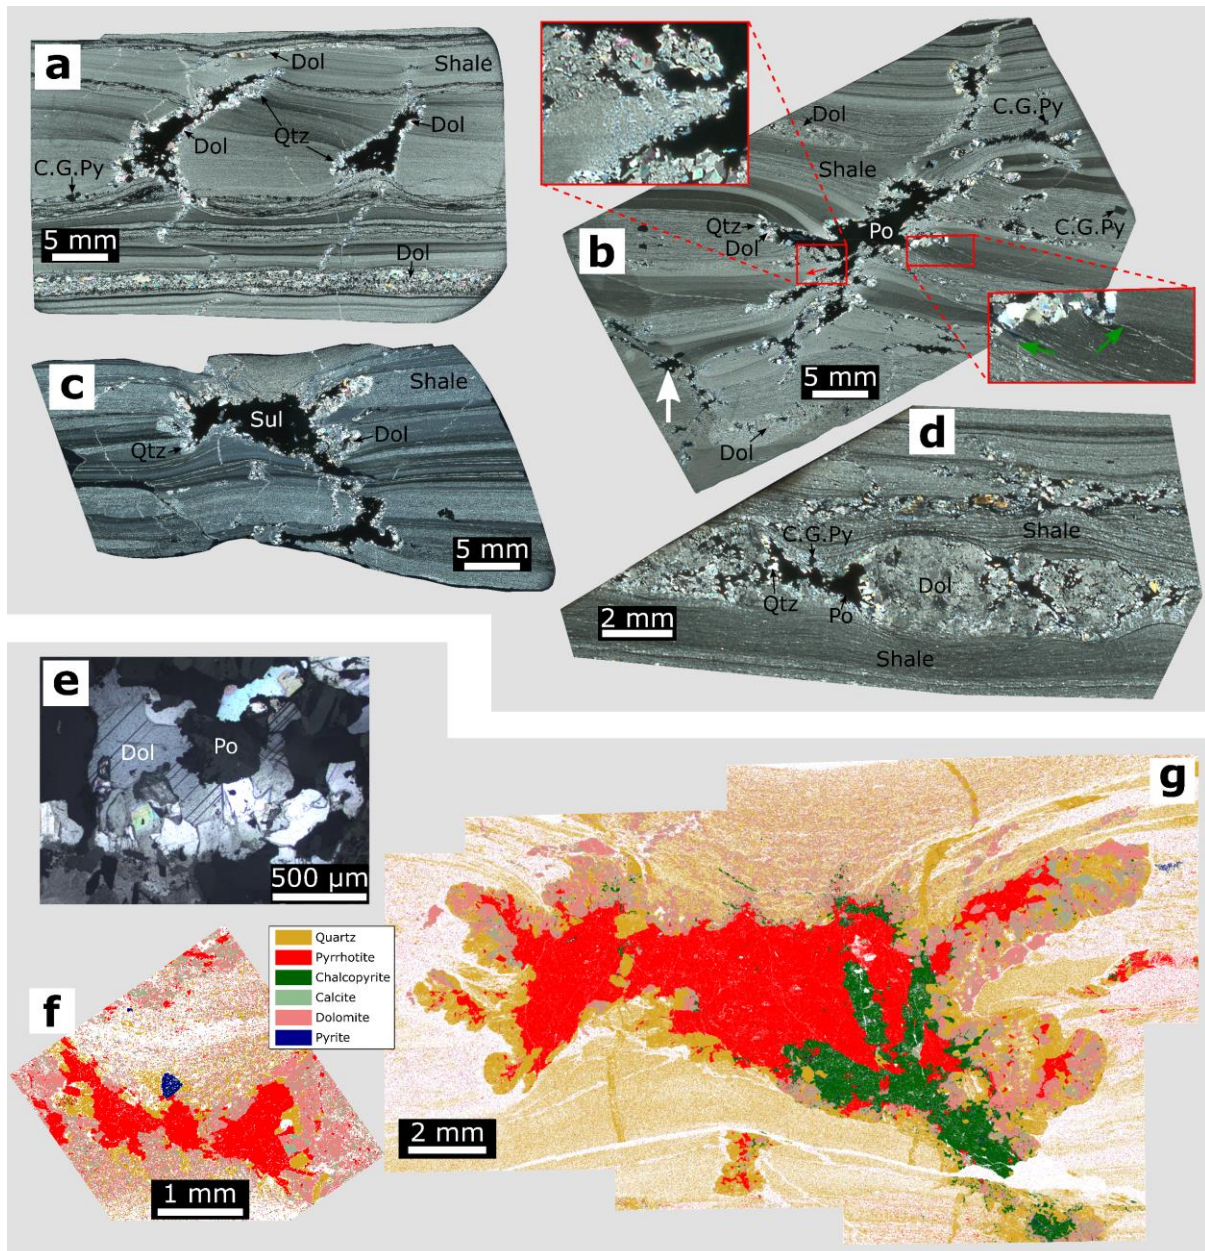 a
Dol
Shale
Dol
Qtz
Dol
C.G.Py
5 mm
Dol
b
Dol
C.G.Py
Shale
Qtz
Dol
Po
C.G.Py
5 mm
Dol
c
Shale
Sul
Dol
Qtz
5 mm
d
C.G.Py
Shale
Dol
Qtz
Po
2 mm
Shale
e
Dol
Po
500 µm
f
1 mm
Quartz
Pyrrhotite
Chalcopyrite
Calcite
Dolomite
Pyrite
g
2 mm